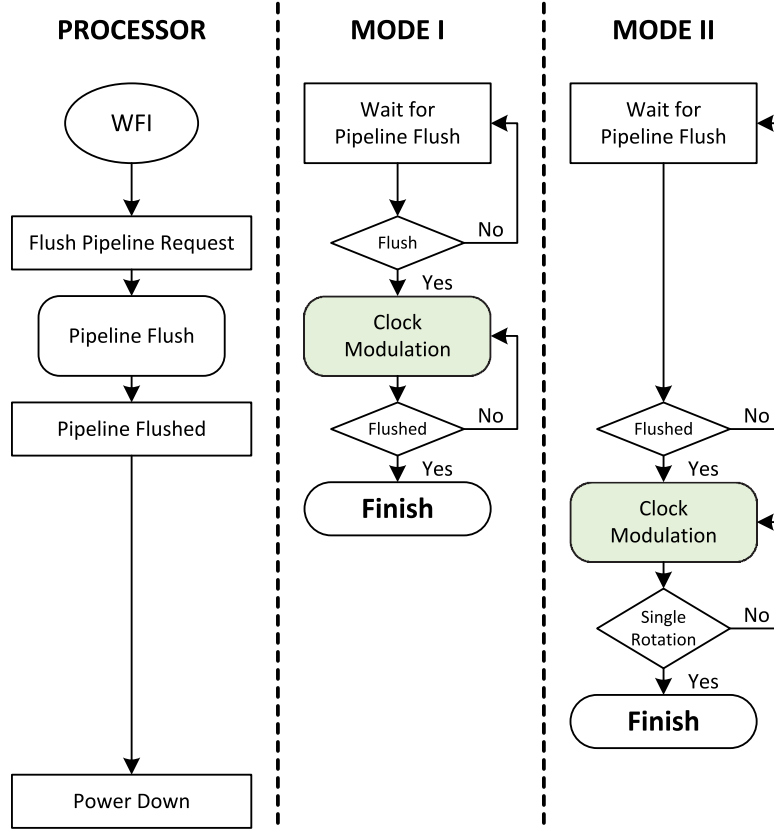 PROCESSOR
WFI
Flush Pipeline Request
Pipeline Flush
Pipeline Flushed
Power Down
MODE I
Wait for
Pipeline Flush
Flush
No
Yes
Clock
Modulation
Flushed
No
Yes
Finish
MODE II
Wait for
Pipeline Flush
Flushed
No
Yes
Clock
Modulation
Single
Rotation
No
Yes
Finish